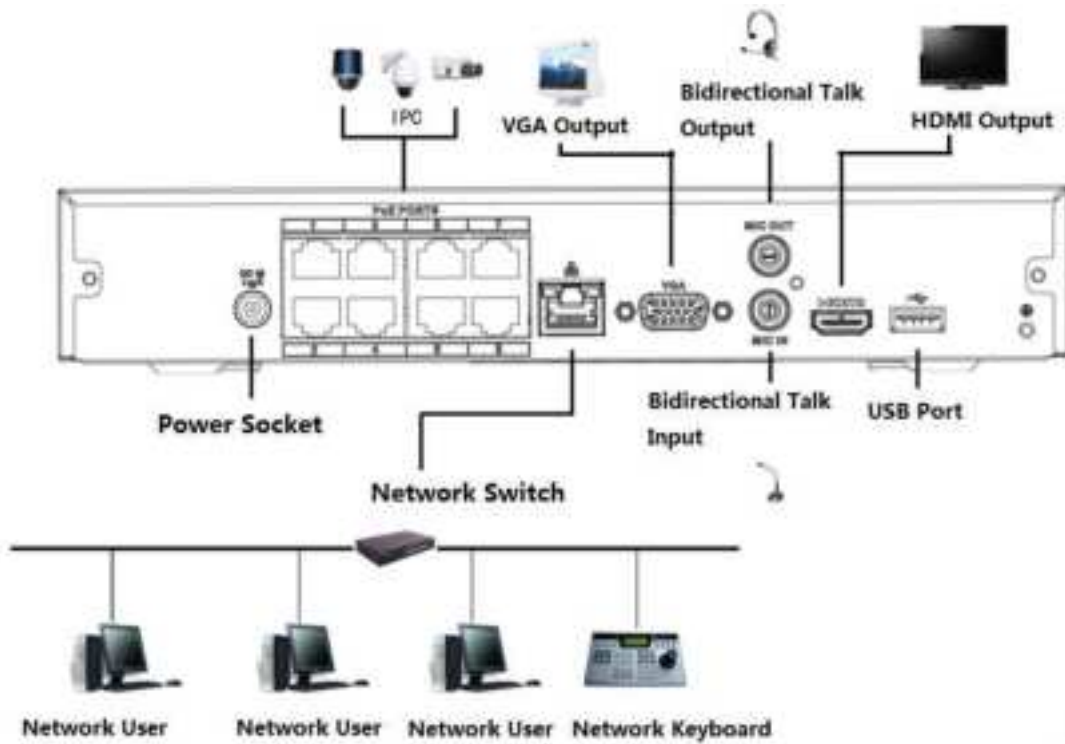 IPC
VGA Output
Bidirectional Talk
Output
HDMI Output
PoE PORTS
MIC OUT
VGA
MIC IN
Power Socket
Bidirectional Talk
Input
USB Port
Network Switch
Network User
Network User
Network User
Network Keyboard